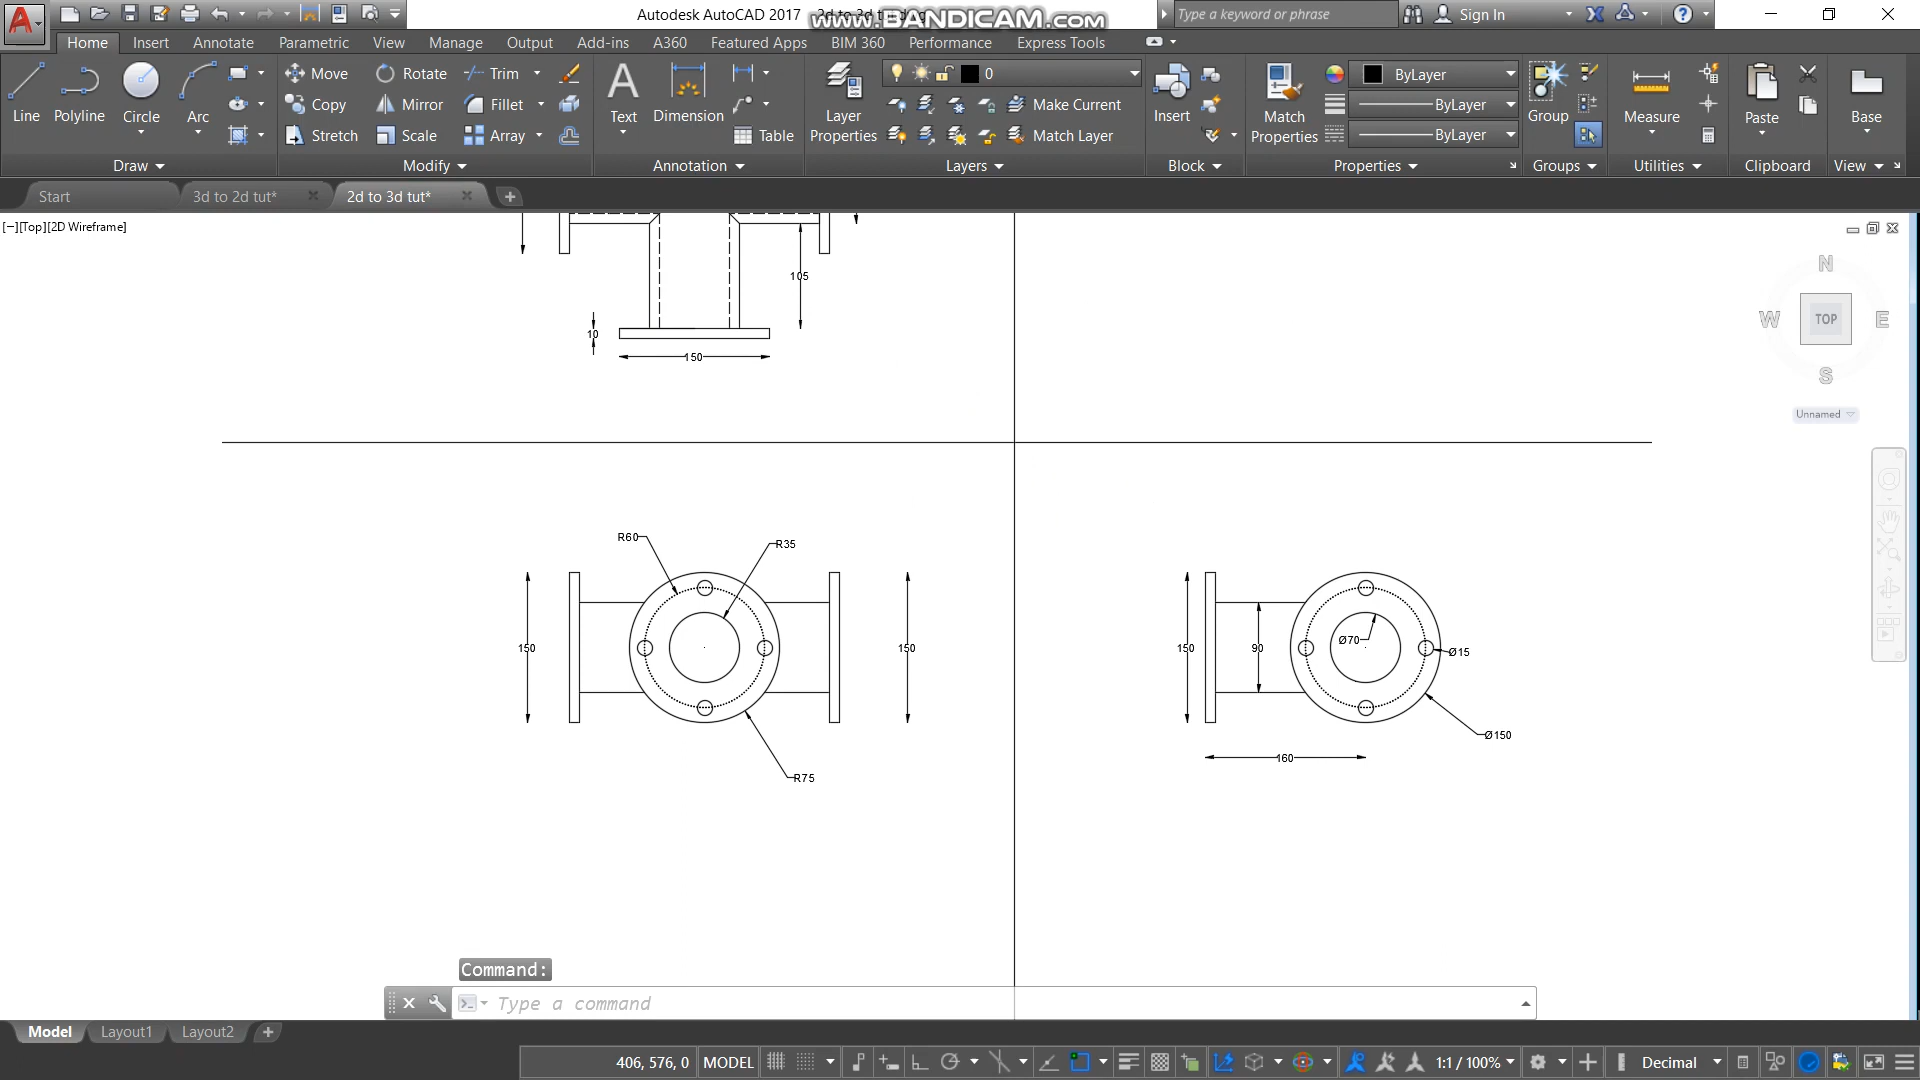 Autodesk AutoCAD 2017
www.BANDICAM.com
Type a keyword or phrase
Sign In
Home Insert Annotate Parametric View Manage Output Add-ins A360 Featured Apps BIM 360 Performance Express Tools
Move Rotate Trim 0 ByLayer
Line Polyline Circle Arc Copy Mirror Fillet Text Dimension Layer Properties Make Current Insert Match Properties ByLayer Group Measure Paste Base
Stretch Scale Array Table Match Layer ByLayer
Draw Modify Annotation Layers Block Properties Groups Utilities Clipboard View
Start 3d to 2d tut* 2d to 3d tut*
[−][Top][2D Wireframe]
N
105
W TOP E
10
150
S
Unnamed
R60
R35
150
150
150
90
Ø70
Ø15
Ø150
160
R75
Command:
Type a command
Model Layout1 Layout2
406, 576, 0 MODEL 1:1 / 100% Decimal